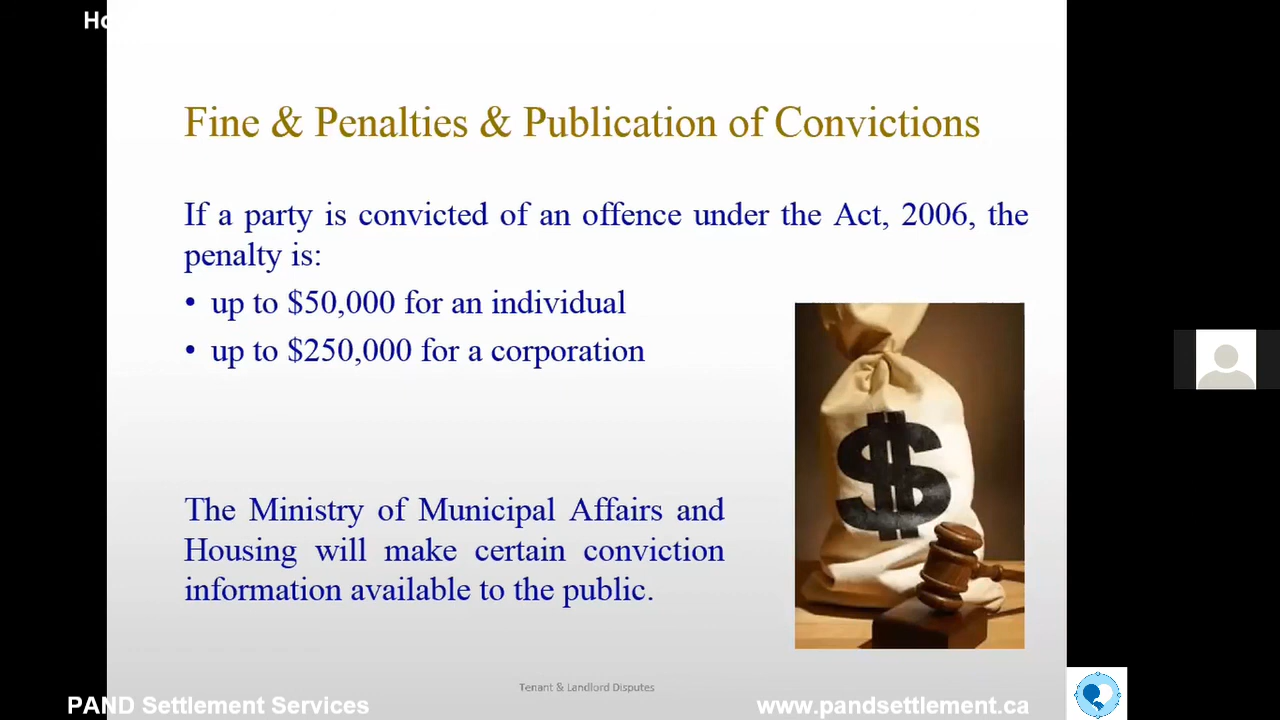 Ho
Fine & Penalties & Publication of Convictions
If a party is convicted of an offence under the Act, 2006, the
penalty is:
• up to $50,000 for an individual
• up to $250,000 for a corporation
$
The Ministry of Municipal Affairs and
Housing will make certain conviction
information available to the public.
Tenant & Landlord Disputes
PAND Settlement Services
www.pandsettlement.ca